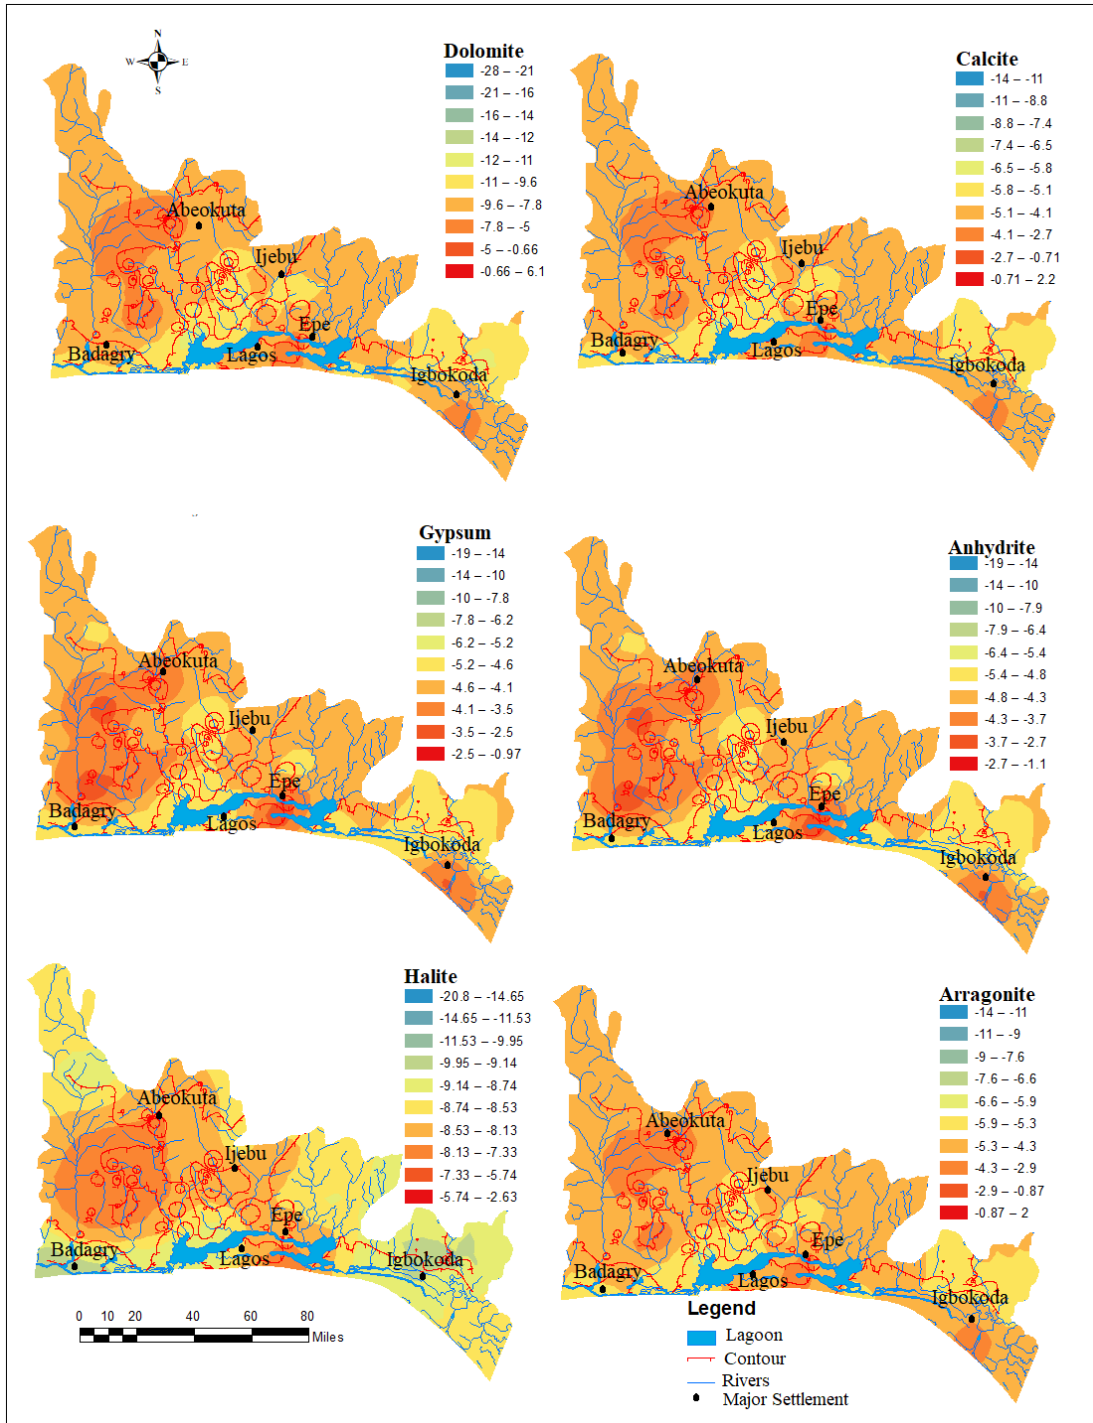 N
W E
S
Dolomite
-28 – -21
-21 – -16
-16 – -14
-14 – -12
-12 – -11
-11 – -9.6
-9.6 – -7.8
-7.8 – -5
-5 – -0.66
-0.66 – 6.1
Abeokuta
Ijebu
Epe
Badagry
Lagos
Igbokoda
Calcite
-14 – -11
-11 – -8.8
-8.8 – -7.4
-7.4 – -6.5
-6.5 – -5.8
-5.8 – -5.1
-5.1 – -4.1
-4.1 – -2.7
-2.7 – -0.71
-0.71 – 2.2
Abeokuta
Ijebu
Epe
Badagry
Lagos
Igbokoda
Gypsum
-19 – -14
-14 – -10
-10 – -7.8
-7.8 – -6.2
-6.2 – -5.2
-5.2 – -4.6
-4.6 – -4.1
-4.1 – -3.5
-3.5 – -2.5
-2.5 – -0.97
Abeokuta
Ijebu
Epe
Badagry
Lagos
Igbokoda
Anhydrite
-19 – -14
-14 – -10
-10 – -7.9
-7.9 – -6.4
-6.4 – -5.4
-5.4 – -4.8
-4.8 – -4.3
-4.3 – -3.7
-3.7 – -2.7
-2.7 – -1.1
Abeokuta
Ijebu
Epe
Badagry
Lagos
Igbokoda
Halite
-20.8 – -14.65
-14.65 – -11.53
-11.53 – -9.95
-9.95 – -9.14
-9.14 – -8.74
-8.74 – -8.53
-8.53 – -8.13
-8.13 – -7.33
-7.33 – -5.74
-5.74 – -2.63
Abeokuta
Ijebu
Epe
Badagry
Lagos
Igbokoda
0 20 40 60 80
Miles
Arragonite
-14 – -11
-11 – -9
-9 – -7.6
-7.6 – -6.6
-6.6 – -5.9
-5.9 – -5.3
-5.3 – -4.3
-4.3 – -2.9
-2.9 – -0.87
-0.87 – 2
Abeokuta
Ijebu
Epe
Badagry
Lagos
Igbokoda
Legend
Lagoon
Contour
Rivers
Major Settlement